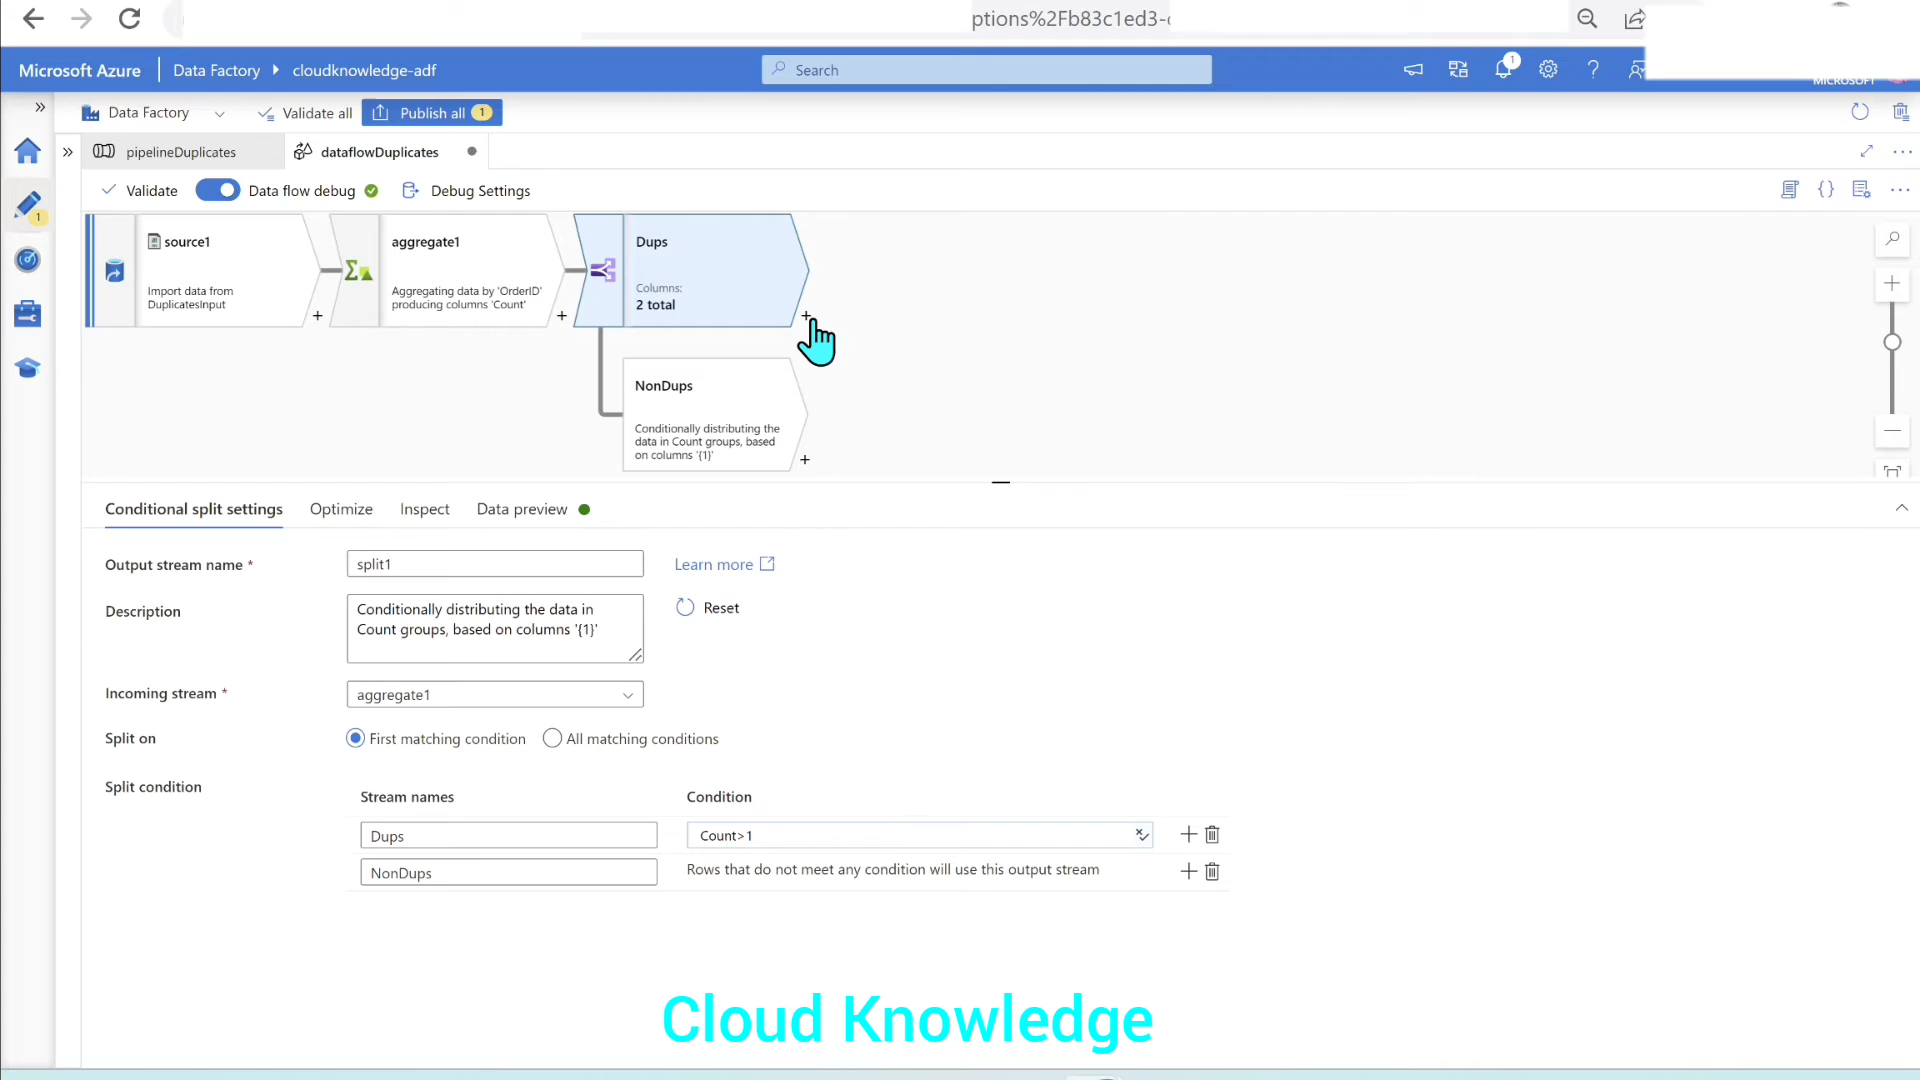 ptions%2Fb83c1ed3-c
Microsoft Azure
Data Factory
cloudknowledge-adf
Search
1
MICROSOFT
Data Factory
Validate all
Publish all
1
pipelineDuplicates
dataflowDuplicates
1
Validate
Data flow debug
Debug Settings
source1
Import data from
DuplicatesInput
+
aggregate1
Aggregating data by 'OrderID'
producing columns 'Count'
+
Dups
Columns:
2 total
+
NonDups
Conditionally distributing the
data in Count groups, based
on columns '{1}'
+
Conditional split settings
Optimize
Inspect
Data preview
Output stream name *
split1
Learn more
Description
Conditionally distributing the data in
Count groups, based on columns '{1}'
Reset
Incoming stream *
aggregate1
Split on
First matching condition
All matching conditions
Split condition
Stream names
Condition
Dups
Count>1
NonDups
Rows that do not meet any condition will use this output stream
Cloud Knowledge